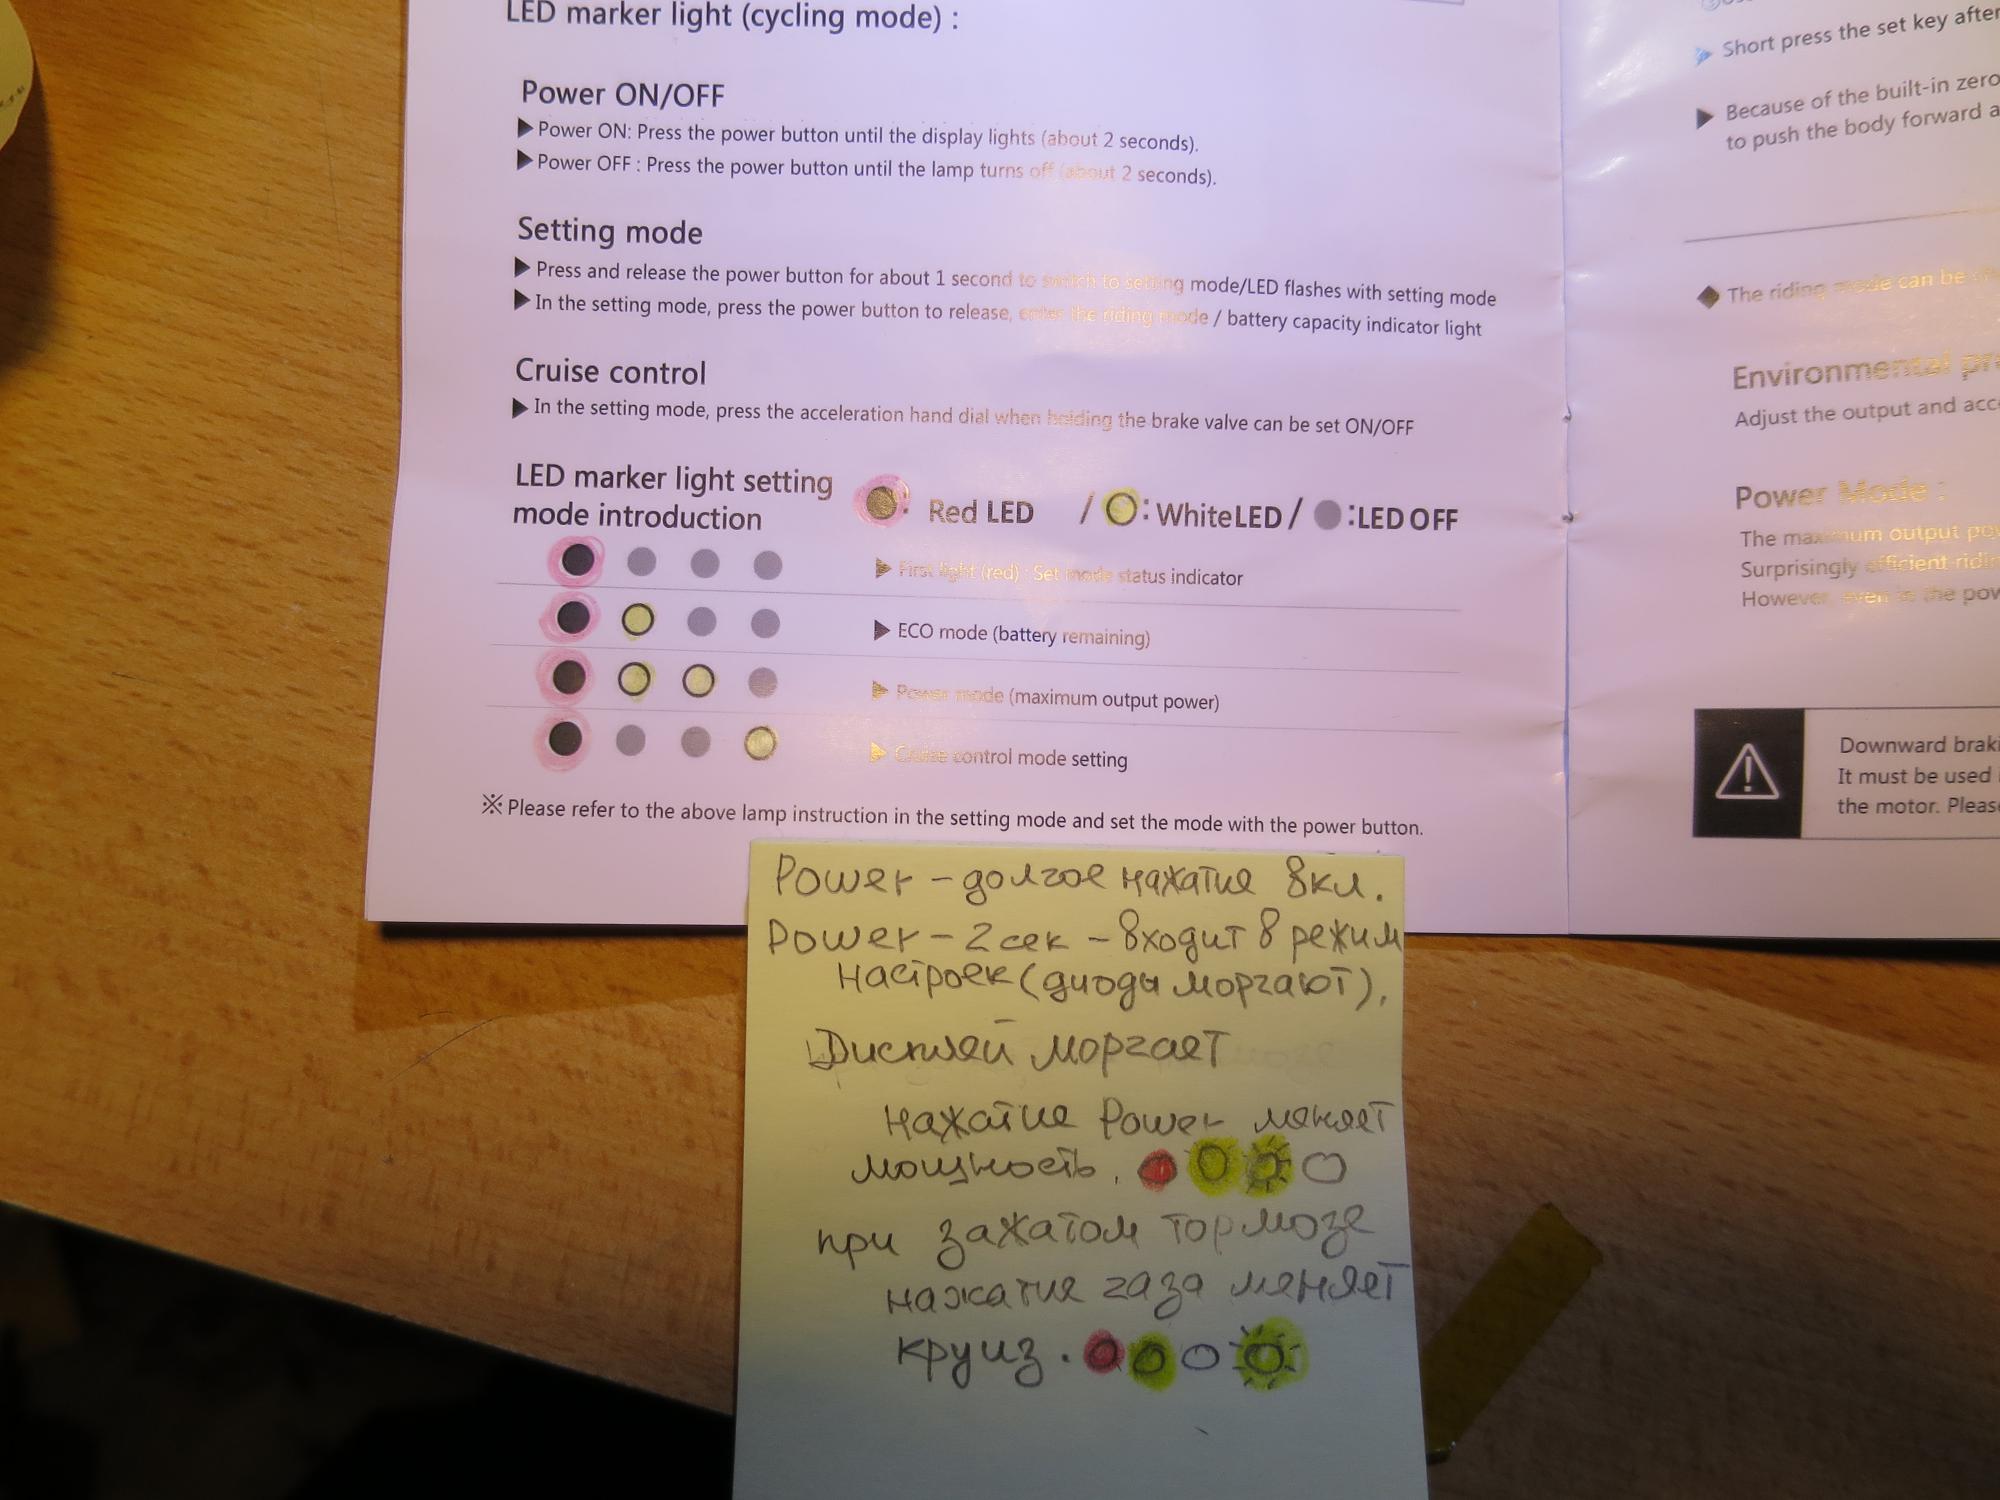 LED marker light (cycling mode) :
Power ON/OFF
▶ Power ON: Press the power button until the display lights (about 2 seconds).
▶ Power OFF : Press the power button until the lamp turns off (about 2 seconds).
Setting mode
▶ Press and release the power button for about 1 second to switch to setting mode/LED flashes with setting mode
▶ In the setting mode, press the power button to release, enter the riding mode / battery capacity indicator light
Cruise control
▶ In the setting mode, press the acceleration hand dial when holding the brake valve can be set ON/OFF
LED marker light setting
mode introduction
: Red LED / : WhiteLED / :LED OFF
▶ First light (red) : Set mode status indicator
▶ ECO mode (battery remaining)
▶ Power mode (maximum output power)
▶ Cruise control mode setting
※ Please refer to the above lamp instruction in the setting mode and set the mode with the power button.
Short press the set key after
▶ Because of the built-in zero
to push the body forward a
◆ The riding mode can be
Environmental
Adjust the output and
Power Mode :
The maximum output
Surprisingly efficient
However, even in the
Downward
It must be used
the motor.
Power – долгое нажатие вкл.
Power – 2 сек – входит в режим
настроек (диоды моргают),
Дисплей моргает
нажатие Power меняет
мощность.
при зажатом тормозе
нажатие газа меняет
круиз.